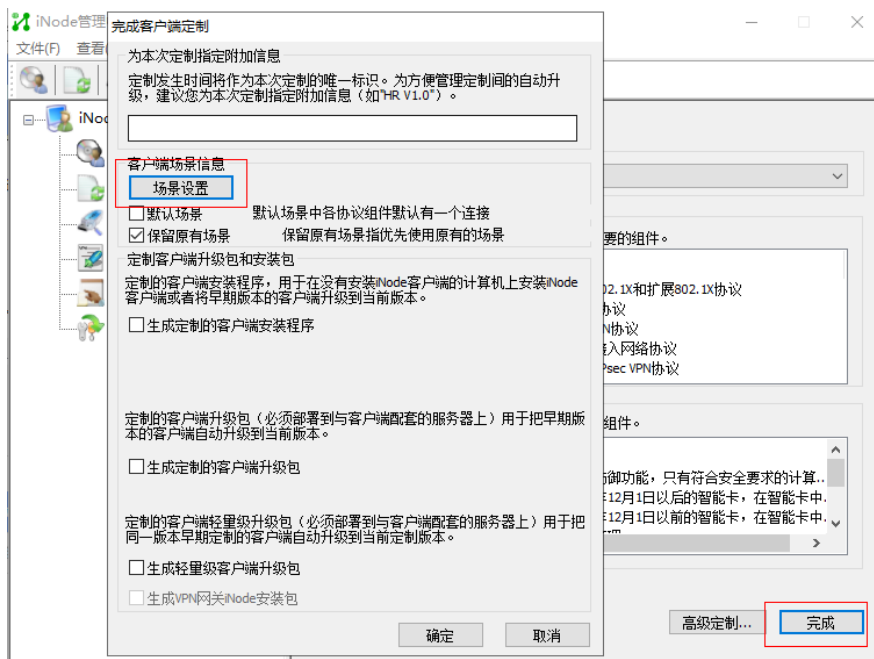 iNode管理
完成客户端定制
文件(F) 查看(
为本次定制指定附加信息
定制发生时间将作为本次定制的唯一标识。为方便管理定制间的自动升
级，建议您为本次定制指定附加信息（如"HR V1.0"）。
iNod
客户端场景信息
场景设置
默认场景 默认场景中各协议组件默认有一个连接
保留原有场景 保留原有场景指优先使用原有的场景
要的组件。
定制客户端升级包和安装包
定制的客户端安装程序，用于在没有安装iNode客户端的计算机上安装iNode
客户端或者将早期版本的客户端升级到当前版本。
02.1X和扩展802.1X协议
办议
生成定制的客户端安装程序
N协议
接入网络协议
Psec VPN协议
定制的客户端升级包（必须部署到与客户端配套的服务器上）用于把早期版
本的客户端自动升级到当前版本。
组件。
生成定制的客户端升级包
防御功能，只有符合安全要求的计算..
年12月1日以后的智能卡，在智能卡中.
年12月1日以前的智能卡，在智能卡中.
定制的客户端轻量级升级包（必须部署到与客户端配套的服务器上）用于把
同一版本早期定制的客户端自动升级到当前定制版本。
生成轻量级客户端升级包
生成VPN网关iNode安装包
高级定制... 完成
确定 取消